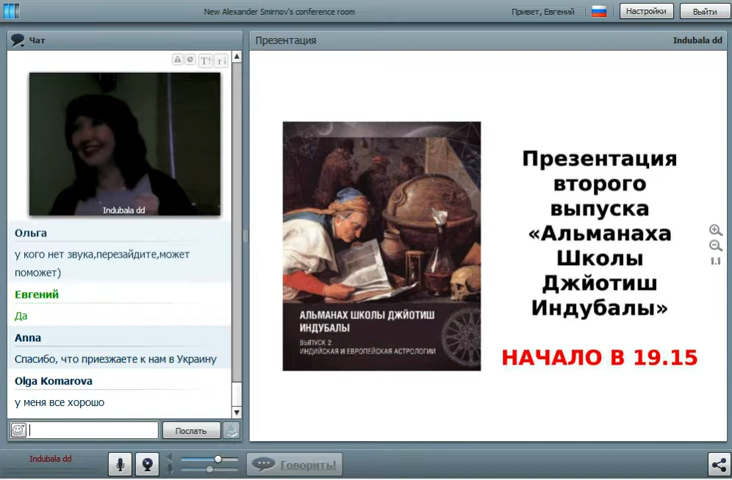 New Alexander Smirnov's conference room
Привет, Евгений
Настройки
Выйти
Чат
Презентация
Indubala dd
Indubala dd
Ольга
у кого нет звука,перезайдите,может
поможет)
Евгений
Да
Anna
Спасибо, что приезжаете к нам в Украину
Olga Komarova
у меня все хорошо
Послать
Indubala dd
Говорить!
АЛЬМАНАХ ШКОЛЫ ДЖЙОТИШ
ИНДУБАЛЫ
ВЫПУСК 2.
ИНДИЙСКАЯ И ЕВРОПЕЙСКАЯ АСТРОЛОГИИ
Презентация
второго
выпуска
«Альманаха
Школы
Джйотиш
Индубалы»
НАЧАЛО В 19.15
1:1